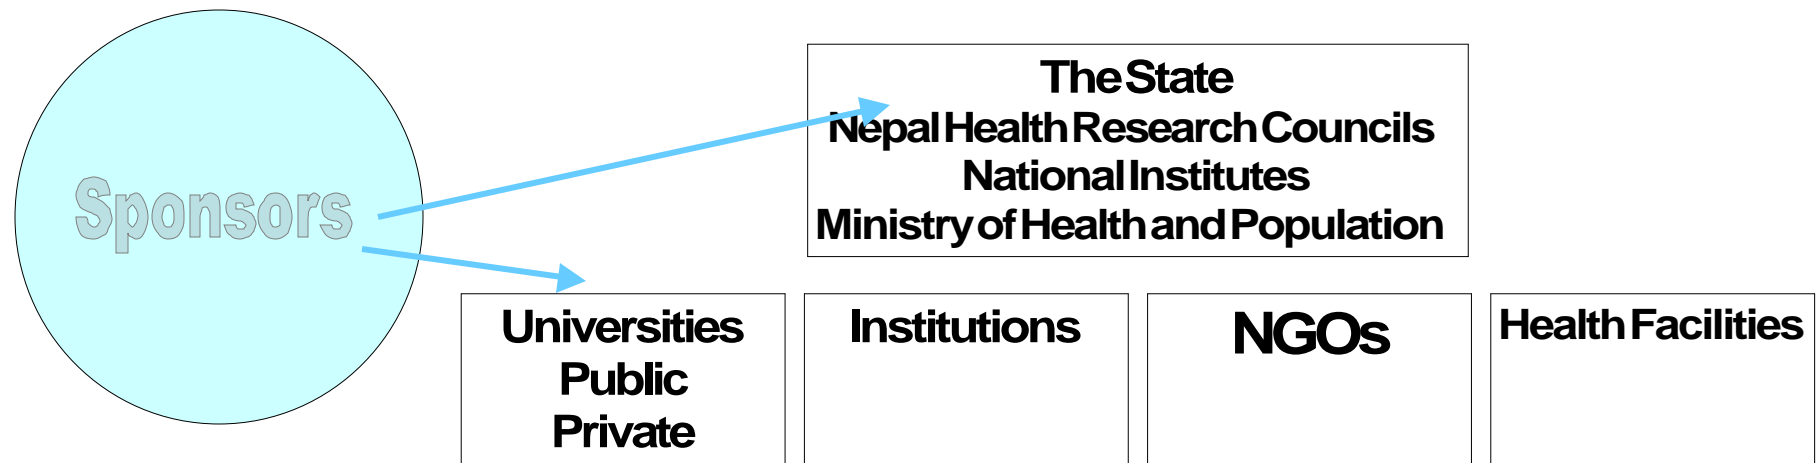 Sponsors
The State
Nepal Health Research Councils
National Institutes
Ministry of Health and Population
Universities
Public
Private
Institutions
NGOs
Health Facilities